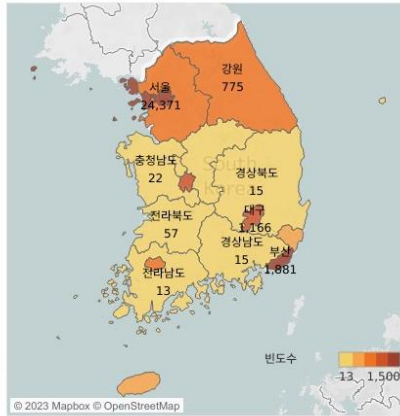 강원
775
서울
24,371
충청남도
22
South
Korea
경상북도
15
대구
1,166
전라북도
57
경상남도
15
부산
1,881
전라남도
13
빈도수
13 1,500
© 2023 Mapbox © OpenStreetMap